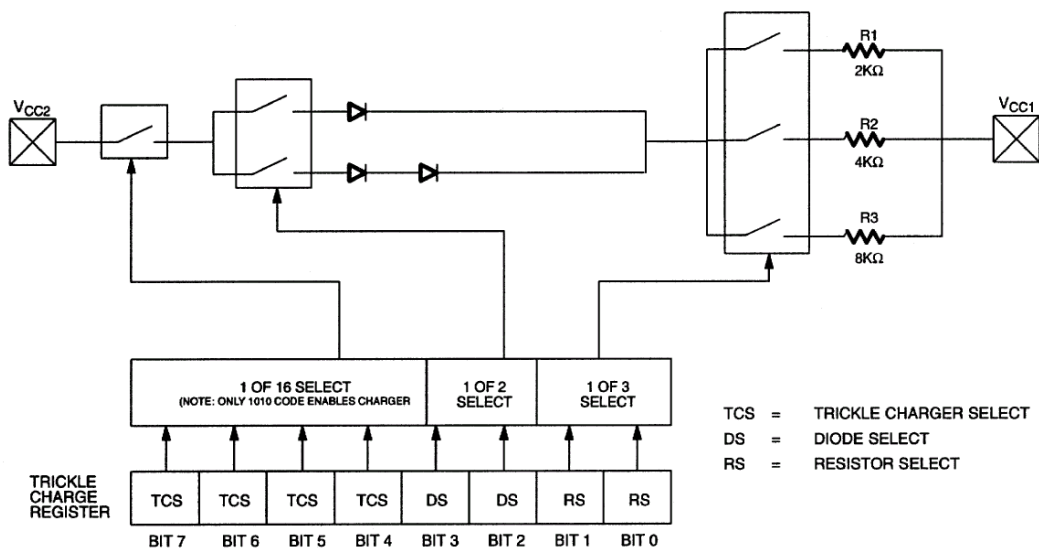 V_CC2
R1
2KΩ
R2
4KΩ
R3
8KΩ
V_CC1
1 OF 16 SELECT
(NOTE: ONLY 1010 CODE ENABLES CHARGER
1 OF 2
SELECT
1 OF 3
SELECT
TCS = TRICKLE CHARGER SELECT
DS = DIODE SELECT
RS = RESISTOR SELECT
TRICKLE
CHARGE
REGISTER
TCS TCS TCS TCS DS DS RS RS
BIT 7 BIT 6 BIT 5 BIT 4 BIT 3 BIT 2 BIT 1 BIT 0